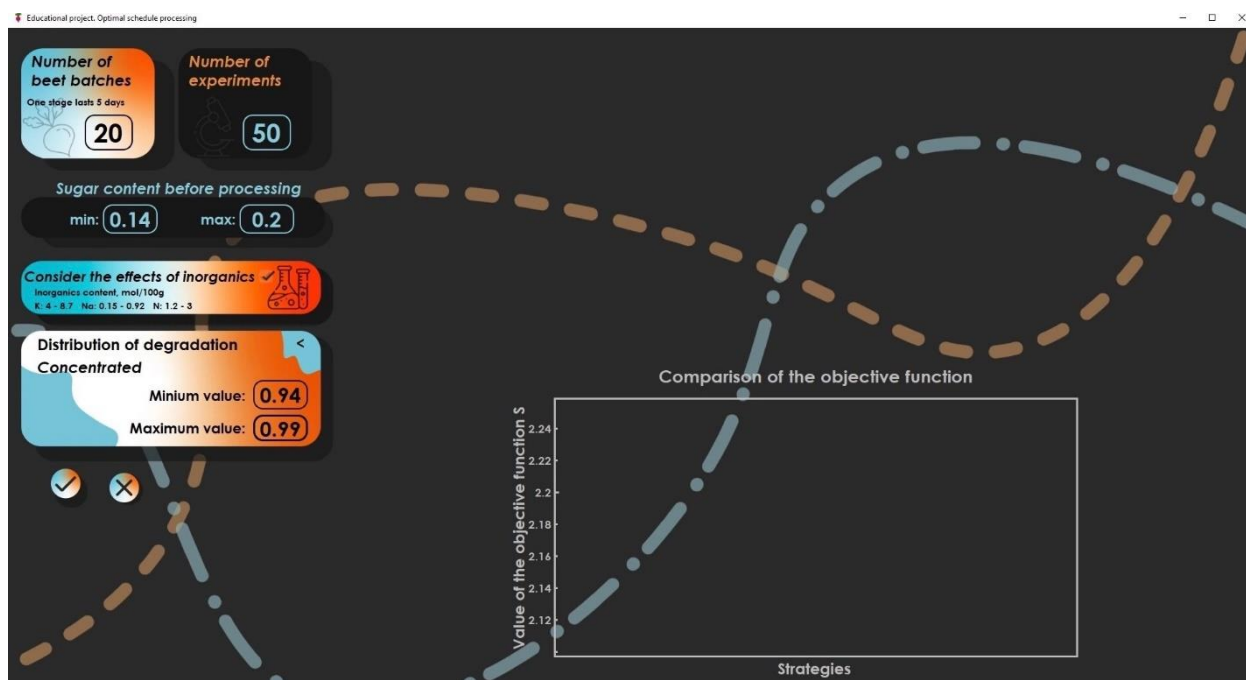 Educational project. Optimal schedule processing
Number of
beet batches
One stage lasts 5 days
20
Number of
experiments
50
Sugar content before processing
min: 0.14 max: 0.2
Consider the effects of inorganics
Inorganics content, mol/100g
K: 4 - 8.7 Na: 0.15 - 0.92 N: 1.2 - 3
Distribution of degradation <
Concentrated
Minium value: 0.94
Maximum value: 0.99
Comparison of the objective function
Value of the objective function S
2.24
2.22
2.2
2.18
2.16
2.14
2.12
Strategies